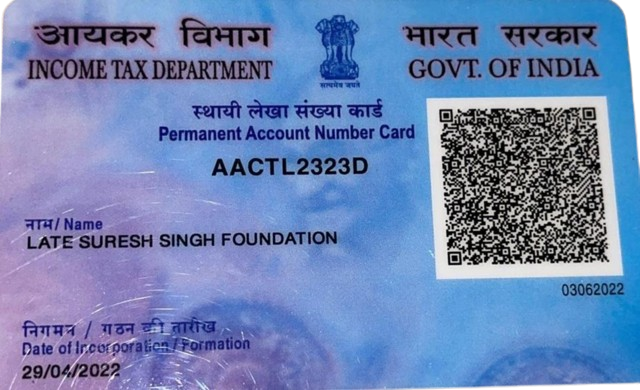 आयकर विभाग
INCOME TAX DEPARTMENT
सत्यमेव जयते
भारत सरकार
GOVT. OF INDIA
स्थायी लेखा संख्या कार्ड
Permanent Account Number Card
AACTL2323D
नाम/ Name
LATE SURESH SINGH FOUNDATION
03062022
निगमन / गठन की तारीख
Date of Incorporation / Formation
29/04/2022